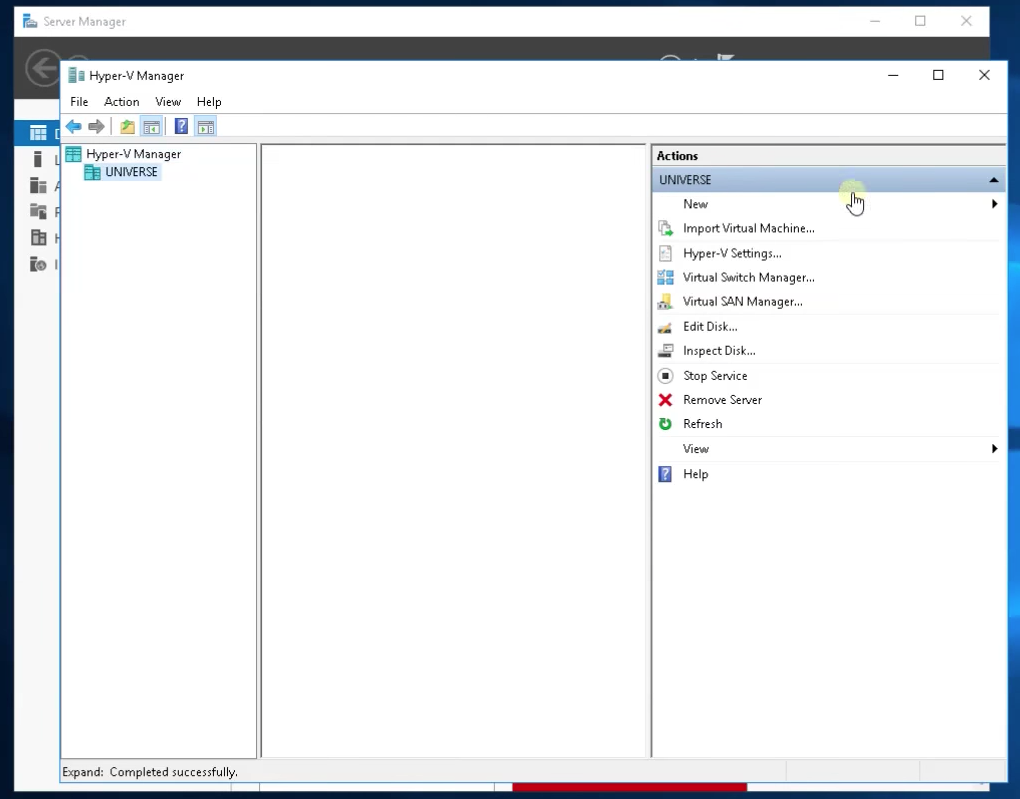 Server Manager
Hyper-V Manager
File Action View Help
Hyper-V Manager
UNIVERSE
Actions
UNIVERSE
New
Import Virtual Machine...
Hyper-V Settings...
Virtual Switch Manager...
Virtual SAN Manager...
Edit Disk...
Inspect Disk...
Stop Service
Remove Server
Refresh
View
Help
Expand: Completed successfully.